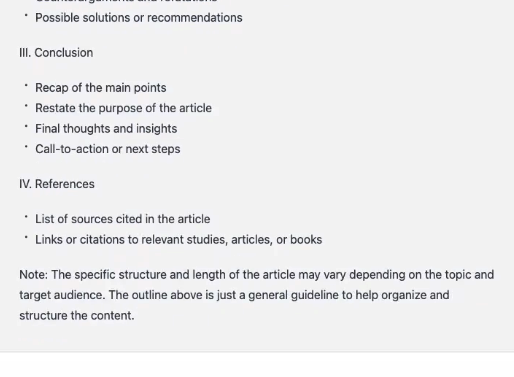 • Possible solutions or recommendations
III. Conclusion
• Recap of the main points
• Restate the purpose of the article
• Final thoughts and insights
• Call-to-action or next steps
IV. References
• List of sources cited in the article
• Links or citations to relevant studies, articles, or books
Note: The specific structure and length of the article may vary depending on the topic and
target audience. The outline above is just a general guideline to help organize and
structure the content.